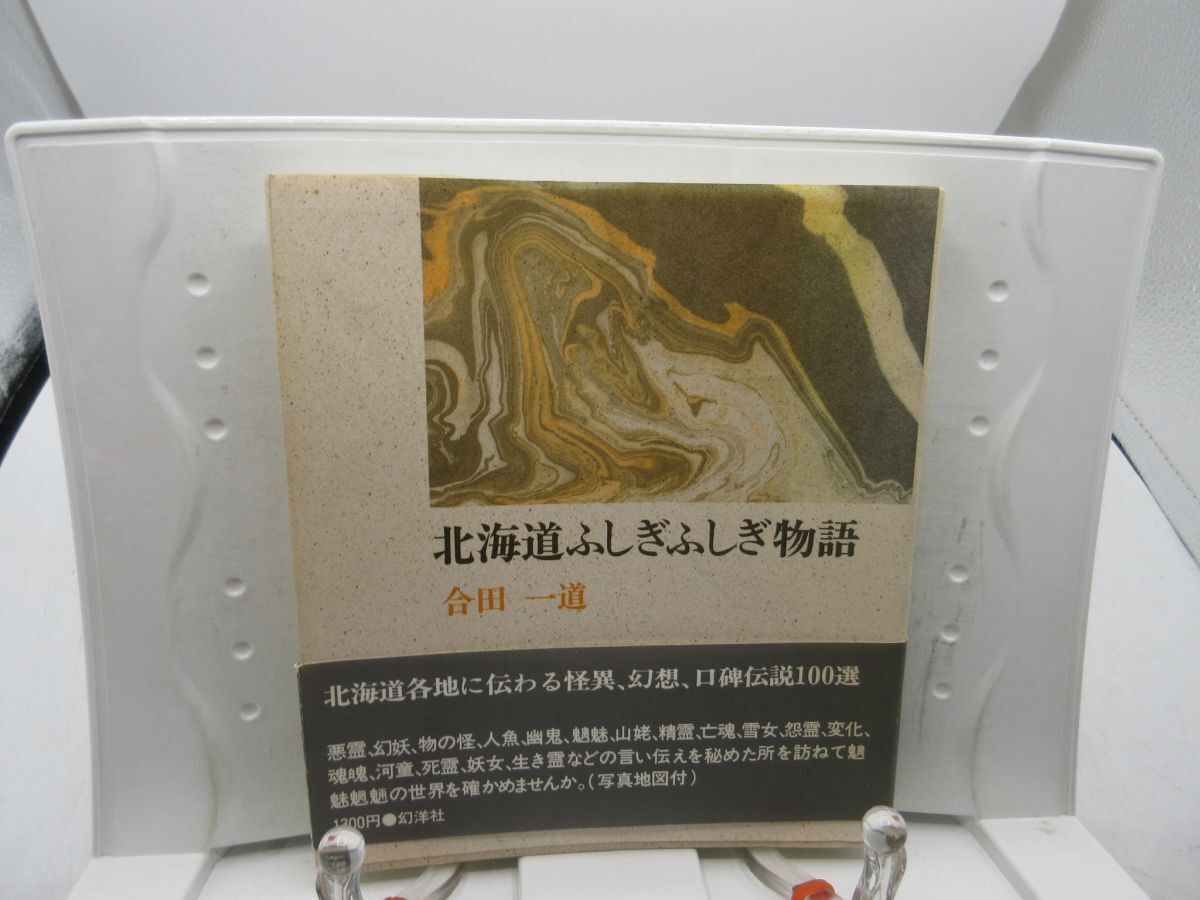 北海道ふしぎふしぎ物語
合田 一道
北海道各地に伝わる怪異、幻想、口碑伝説100選
悪霊、幻妖、物の怪、人魚、幽鬼、魑魅、山姥、精霊、亡魂、雪女、怨霊、変化、
魂魄、河童、死霊、妖女、生き霊などの言い伝えを秘めた所を訪ねて魑
魅魍魎の世界を確かめませんか。(写真地図付)
1300円●幻洋社